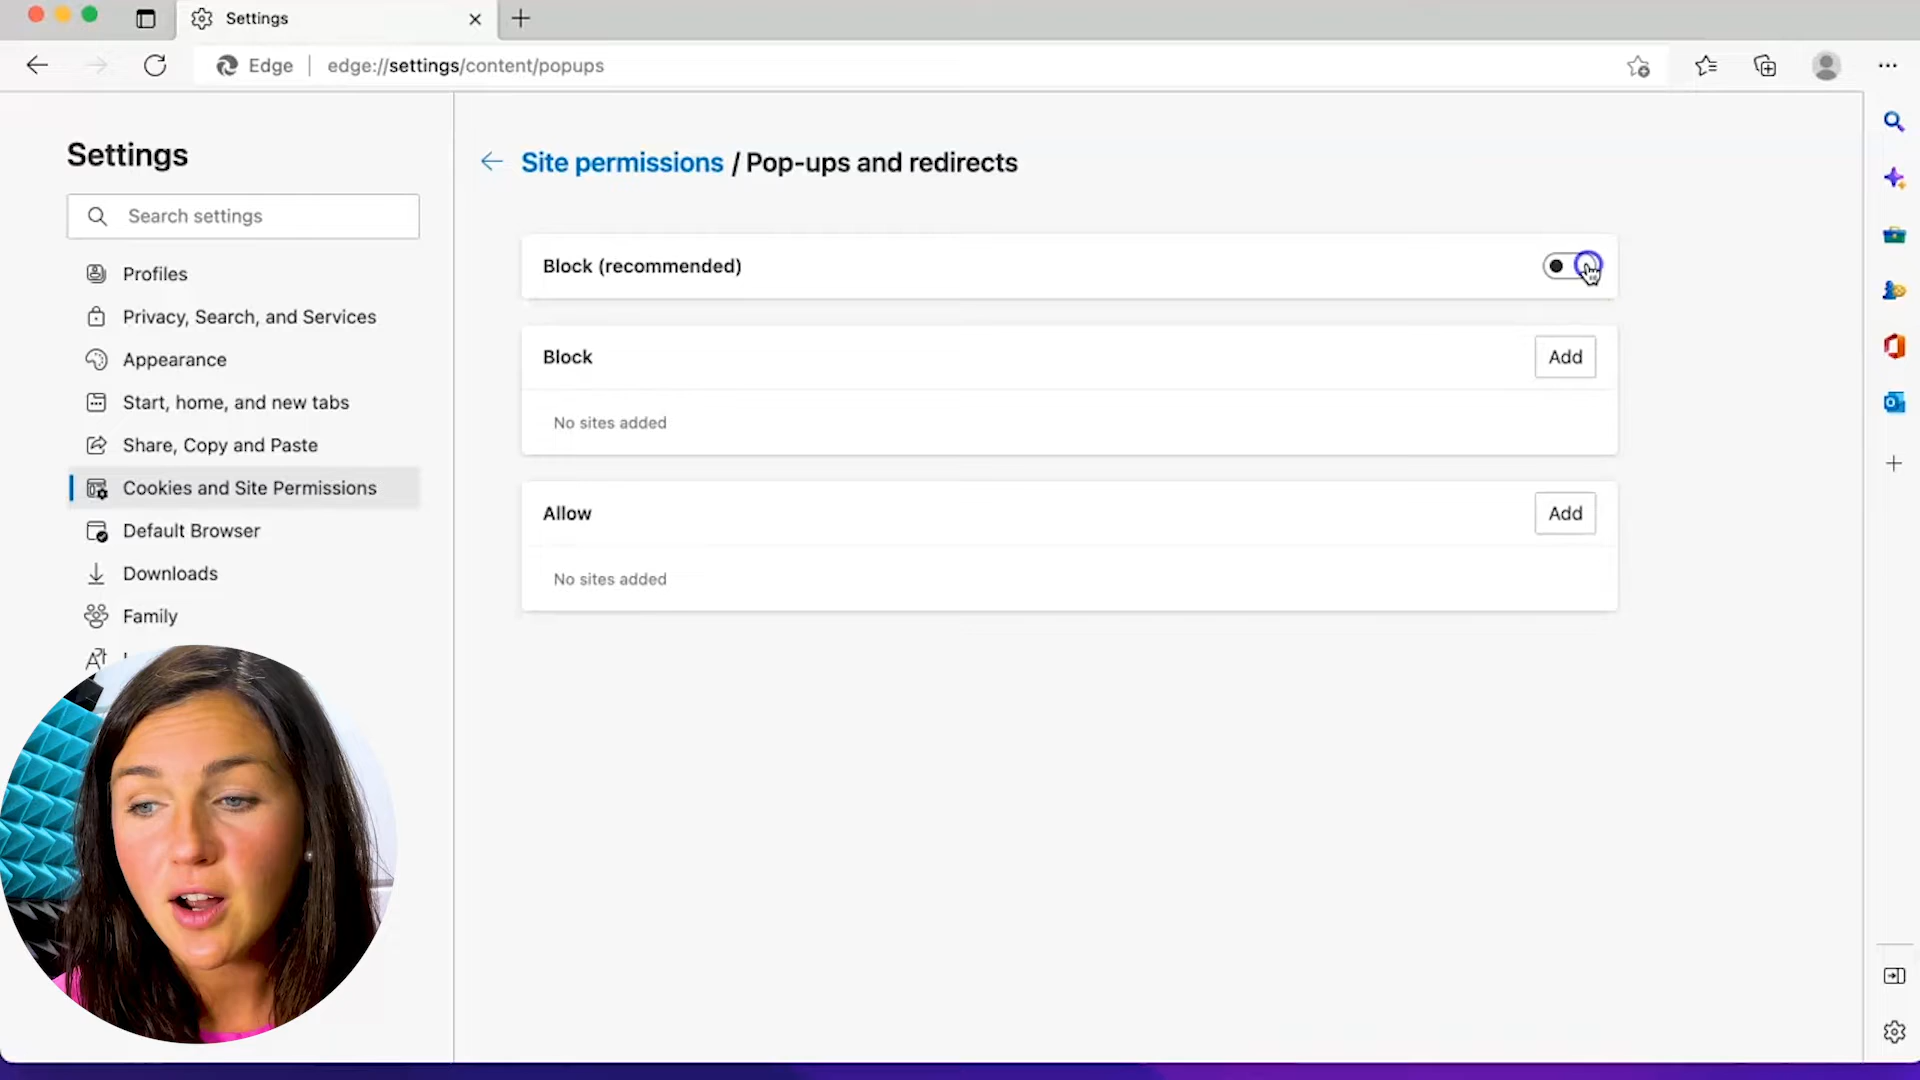 Settings
Edge
edge://settings/content/popups
Settings
Search settings
Profiles
Privacy, Search, and Services
Appearance
Start, home, and new tabs
Share, Copy and Paste
Cookies and Site Permissions
Default Browser
Downloads
Family
Site permissions / Pop-ups and redirects
Block (recommended)
Block
Add
No sites added
Allow
Add
No sites added